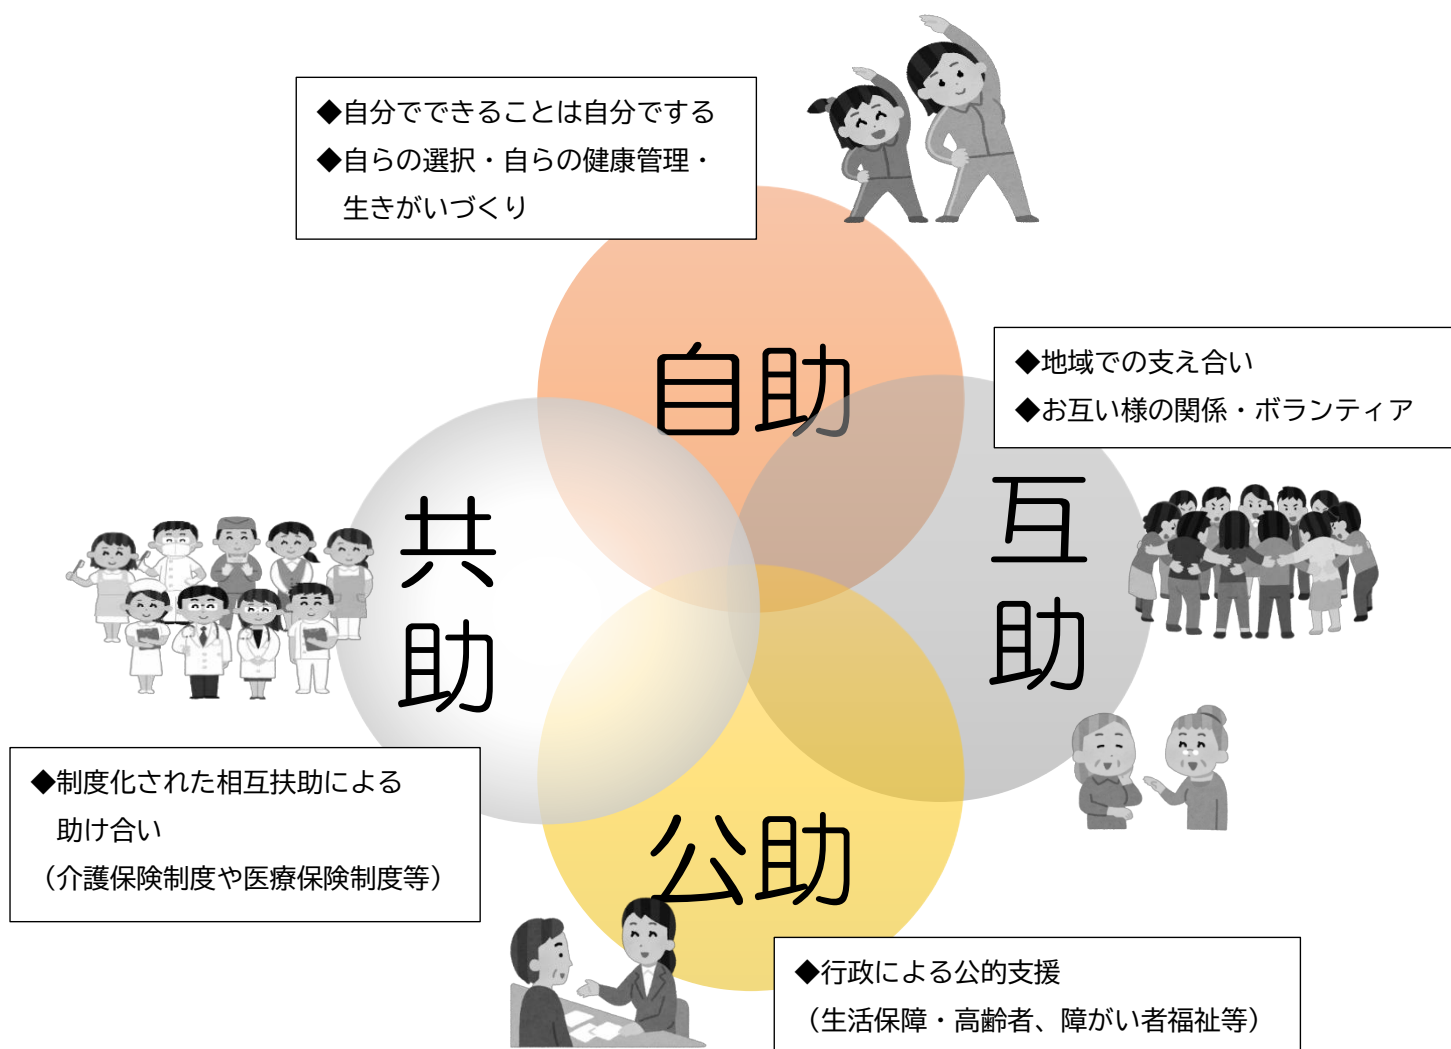 ◆自分でできることは自分でする
◆自らの選択・自らの健康管理・
生きがいづくり
自助
◆地域での支え合い
◆お互い様の関係・ボランティア
互
助
共
助
◆制度化された相互扶助による
助け合い
（介護保険制度や医療保険制度等）
公助
◆行政による公的支援
（生活保障・高齢者、障がい者福祉等）